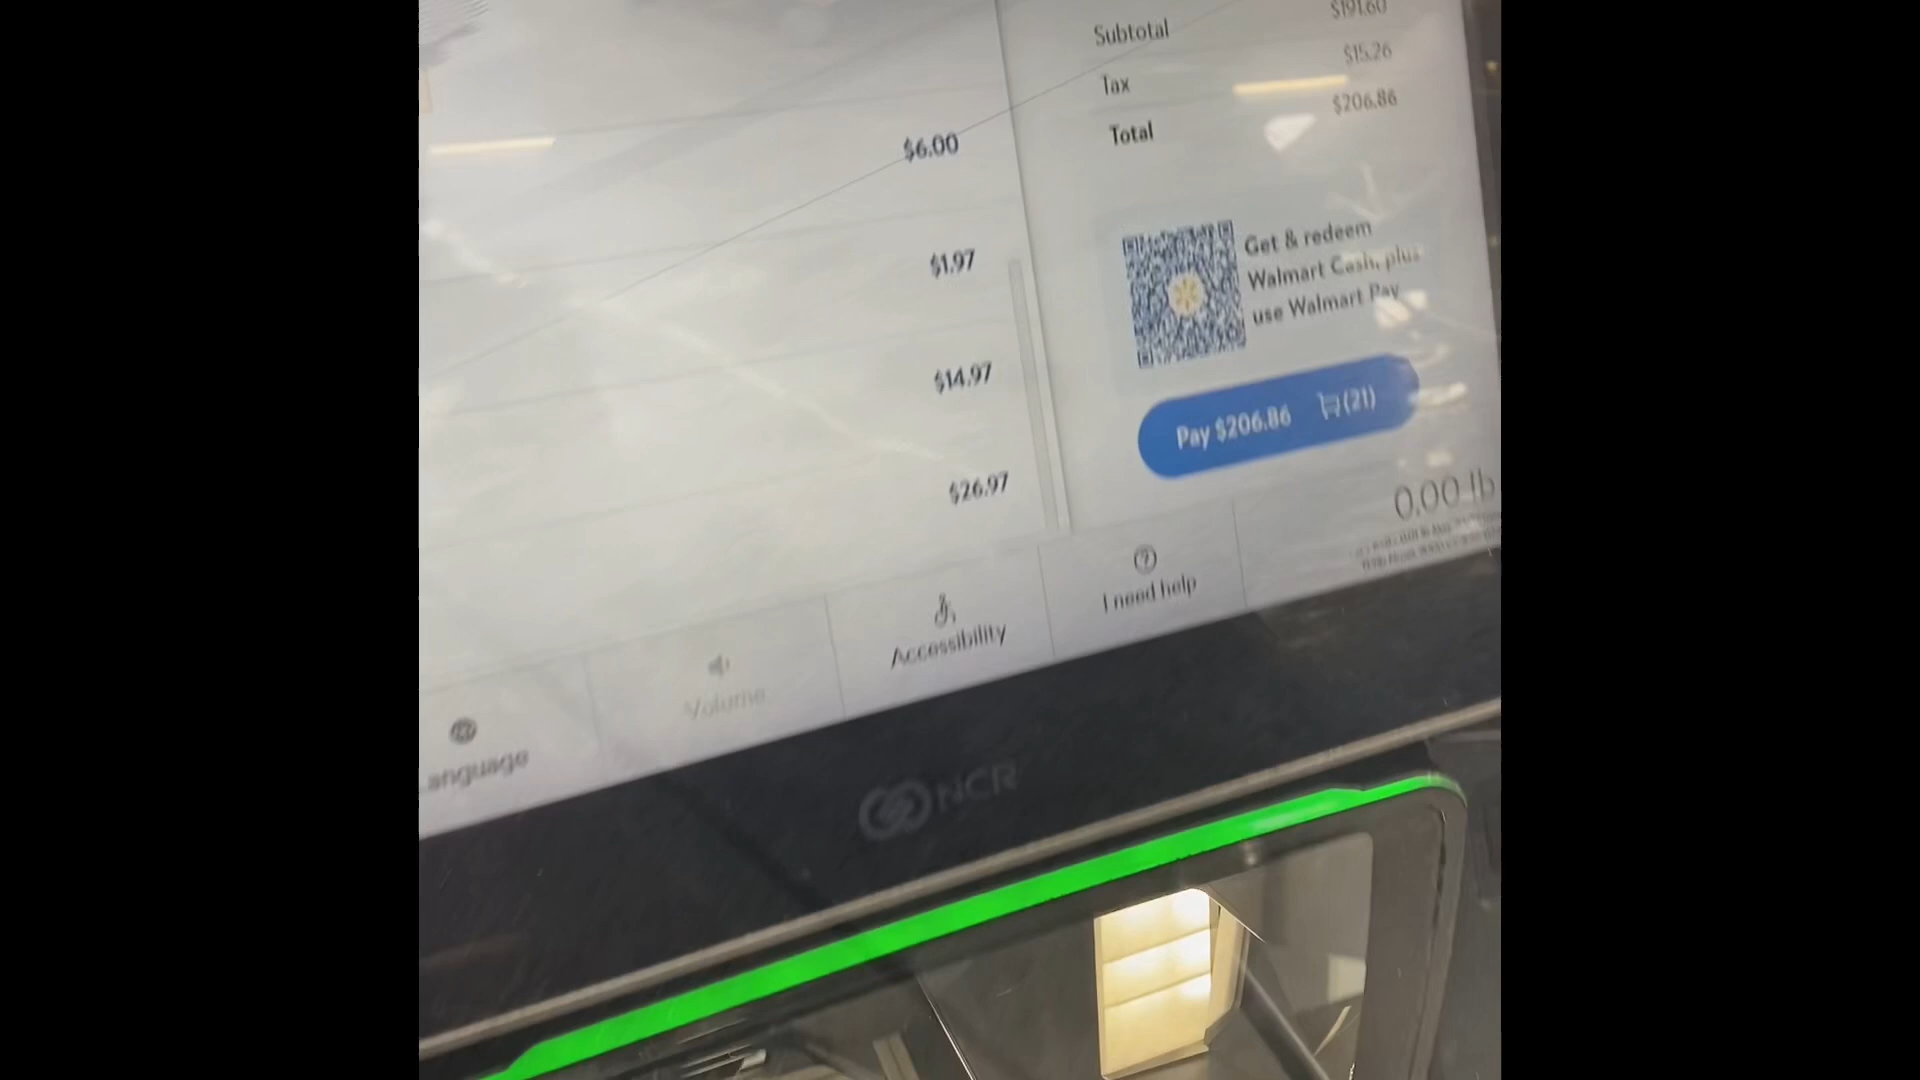 $191.60
Subtotal
$15.26
Tax
$206.86
Total
$6.00
$1.97
$14.97
$26.97
Get & redeem
Walmart Cash, plus
use Walmart Pay
Pay $206.86 (21)
0.00 lb
I need help
Accessibility
Volume
anguage
NCR